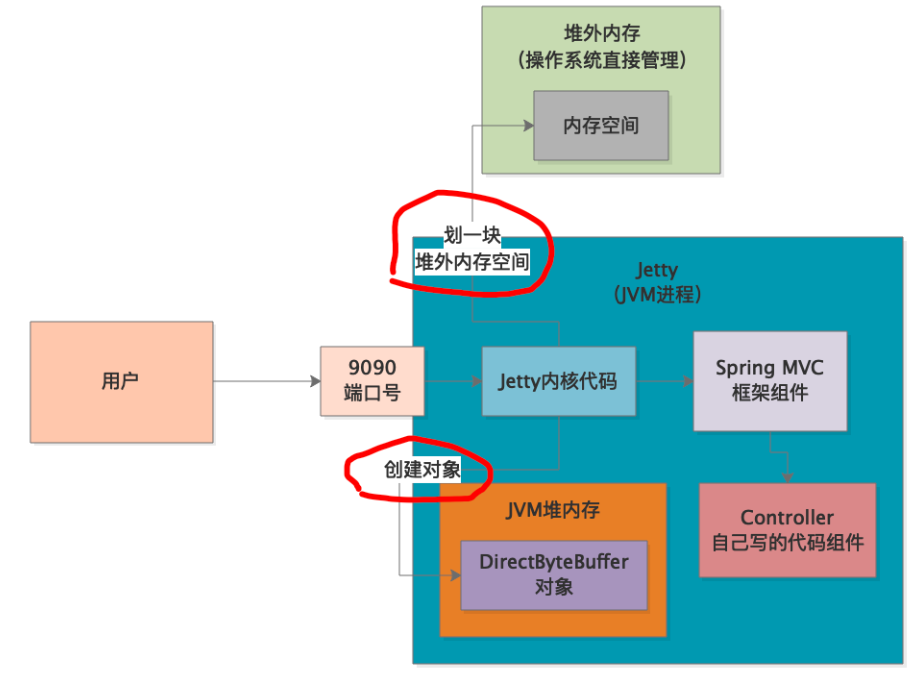 堆外内存
（操作系统直接管理）
内存空间
划一块
堆外内存空间
Jetty
（JVM进程）
用户
9090
端口号
Jetty内核代码
Spring MVC
框架组件
创建对象
JVM堆内存
DirectByteBuffer
对象
Controller
自己写的代码组件